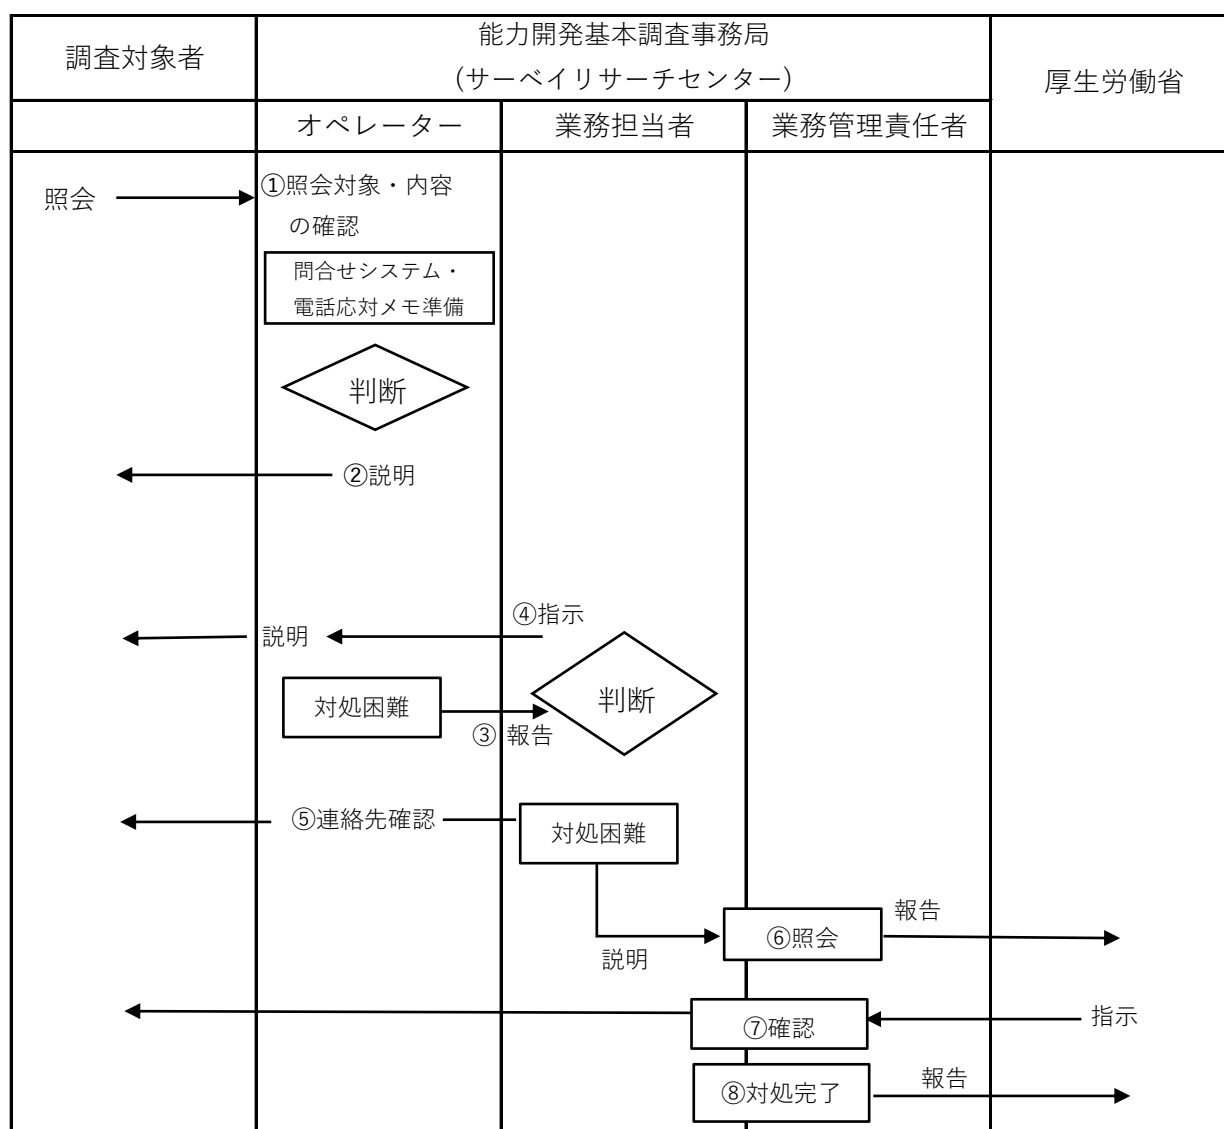 調査対象者
能力開発基本調査事務局
(サーベイリサーチセンター)
厚生労働省
オペレーター
業務担当者
業務管理責任者
照会
①照会対象・内容
の確認
問合せシステム・
電話応対メモ準備
判断
②説明
④指示
説明
判断
対処困難
③ 報告
⑤連絡先確認
対処困難
報告
⑥照会
説明
指示
⑦確認
報告
⑧対処完了